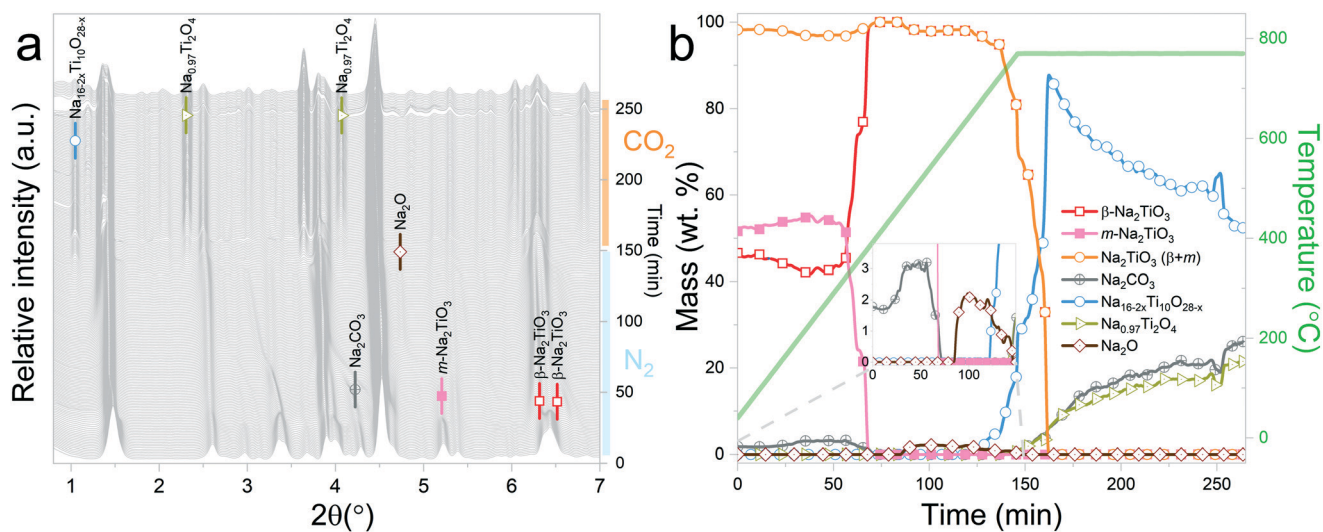 a
Relative intensity (a.u.)
Na16-2xTi10O28-x
Na0.97Ti2O4
Na0.97Ti2O4
Na2O
Na2CO3
m-Na2TiO3
β-Na2TiO3
β-Na2TiO3
1 2 3 4 5 6 7
2θ(°)
250
200
150
100
50
0
Time (min)
CO2
N2
b
Mass (wt. %)
100
80
60
40
20
0
0 50 100 150 200 250
Time (min)
800
600
400
200
0
Temperature (°C)
3
2
1
0
0 50 100
β-Na2TiO3
m-Na2TiO3
Na2TiO3 (β+m)
Na2CO3
Na16-2xTi10O28-x
Na0.97Ti2O4
Na2O